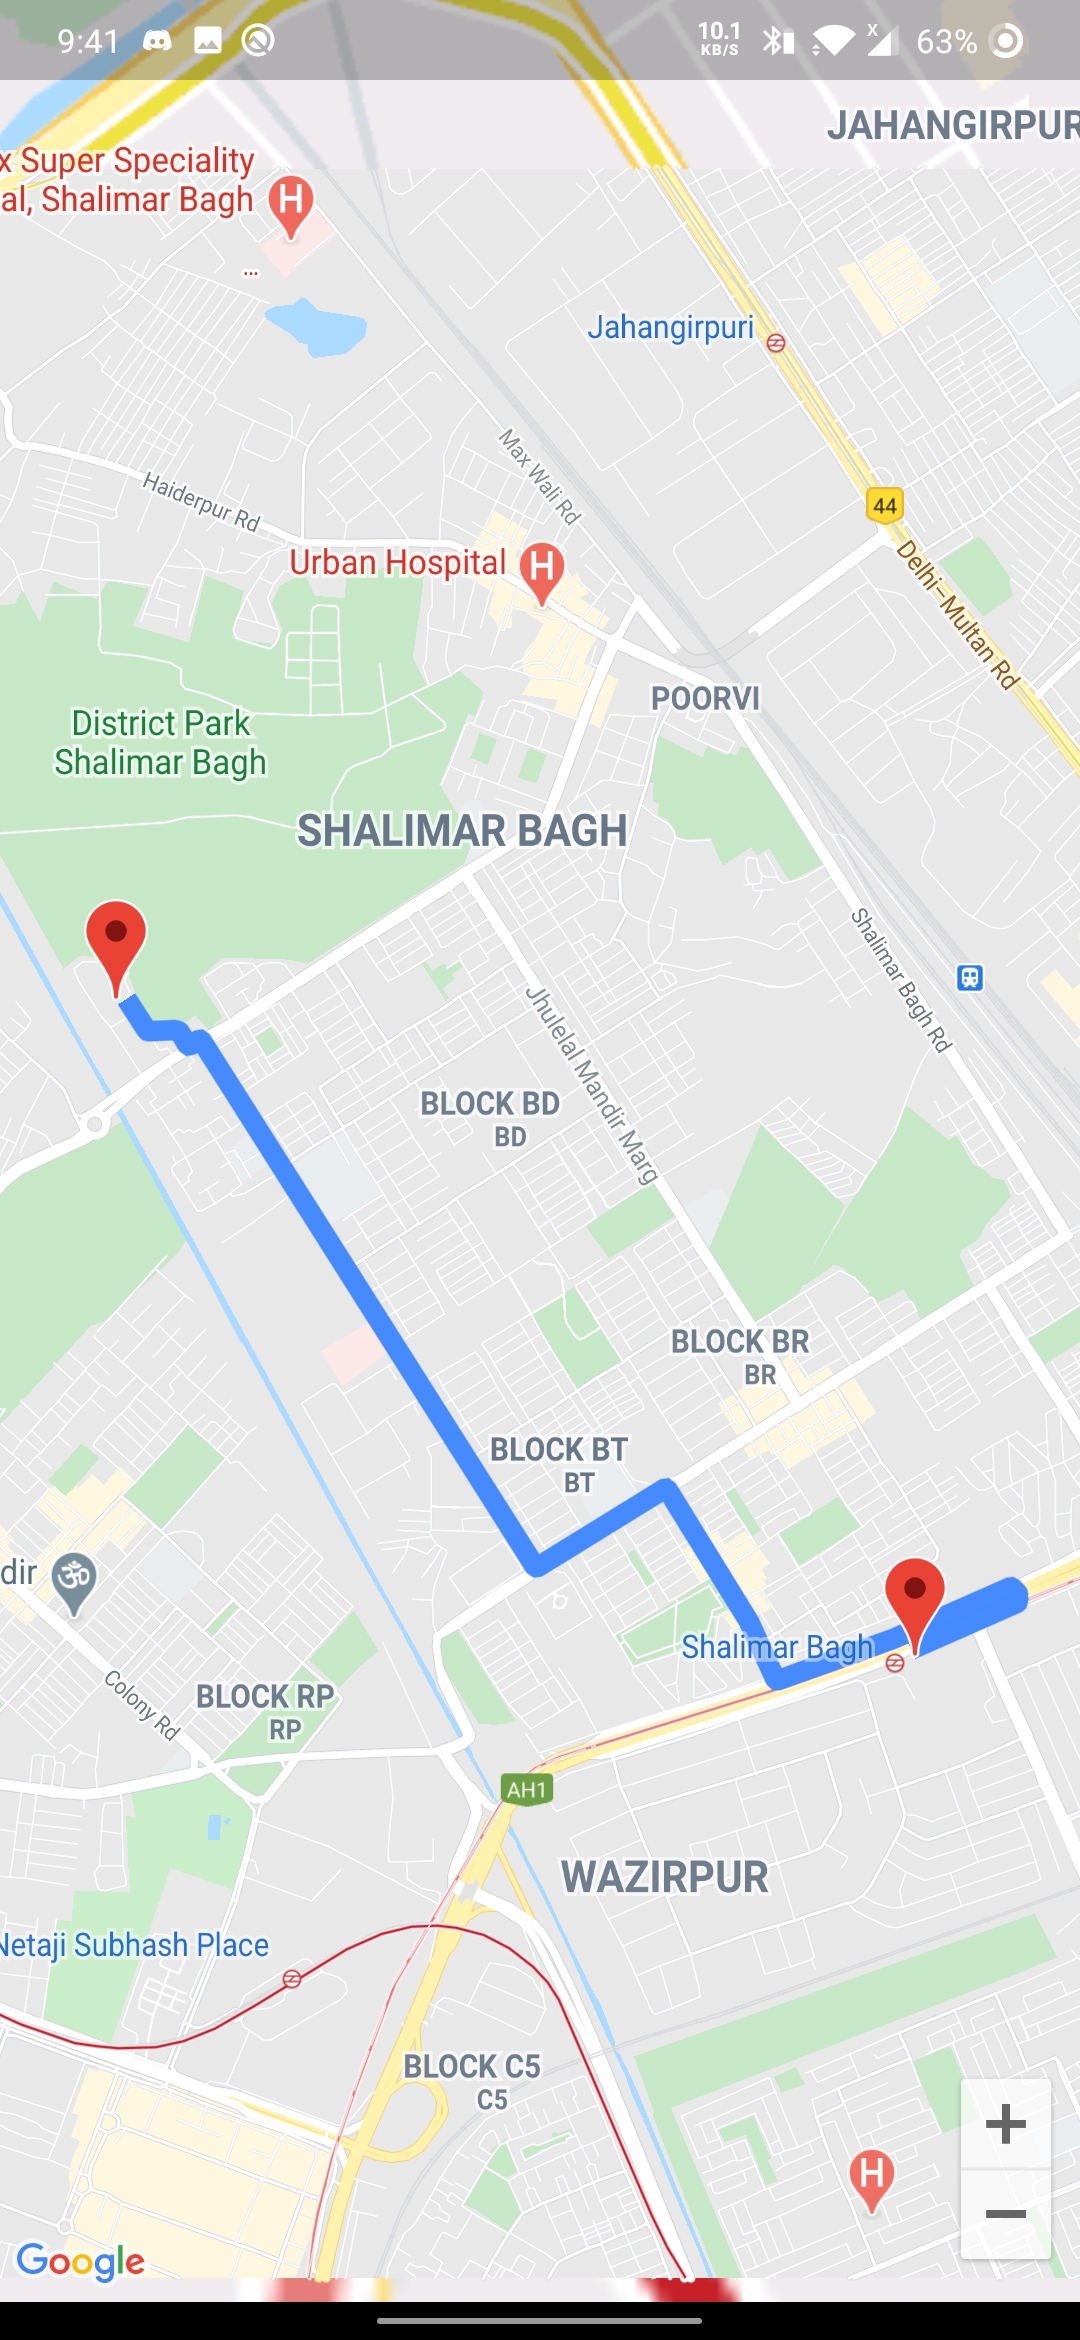 9:41
10.1
KB/S
X
63%
JAHANGIRPUR
x Super Speciality
al, Shalimar Bagh
H
...
Jahangirpuri
Max Wali Rd
Haiderpur Rd
44
Urban Hospital
H
Delhi–Multan Rd
POORVI
District Park
Shalimar Bagh
SHALIMAR BAGH
Shalimar Bagh Rd
Jhulelal Mandir Marg
BLOCK BD
BD
BLOCK BR
BR
BLOCK BT
BT
dir
ॐ
Shalimar Bagh
Colony Rd
BLOCK RP
RP
AH1
WAZIRPUR
Netaji Subhash Place
BLOCK C5
C5
+
H
−
Google